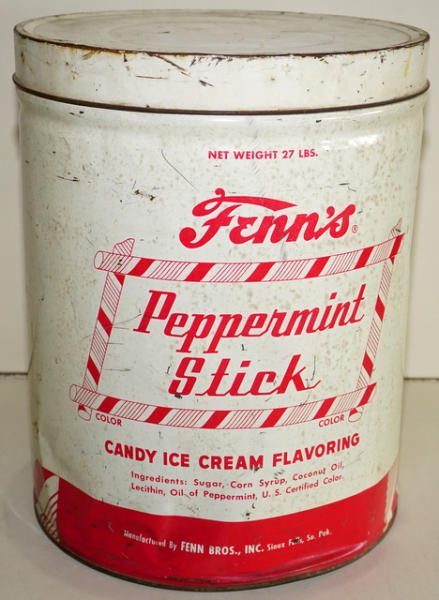 NET WEIGHT 27 LBS.
Fenn's®
Peppermint
Stick
COLOR COLOR
CANDY ICE CREAM FLAVORING
Ingredients: Sugar, Corn Syrup, Coconut Oil,
Lecithin, Oil of Peppermint, U. S. Certified Color.
Manufactured by FENN BROS., INC. Sioux Falls, So. Dak.